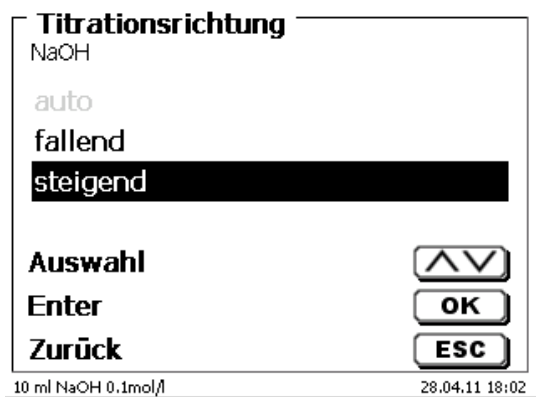 Titrationsrichtung
NaOH
auto
fallend
steigend
Auswahl
Enter OK
Zurück ESC
10 ml NaOH 0.1mol/l 28.04.11 18:02